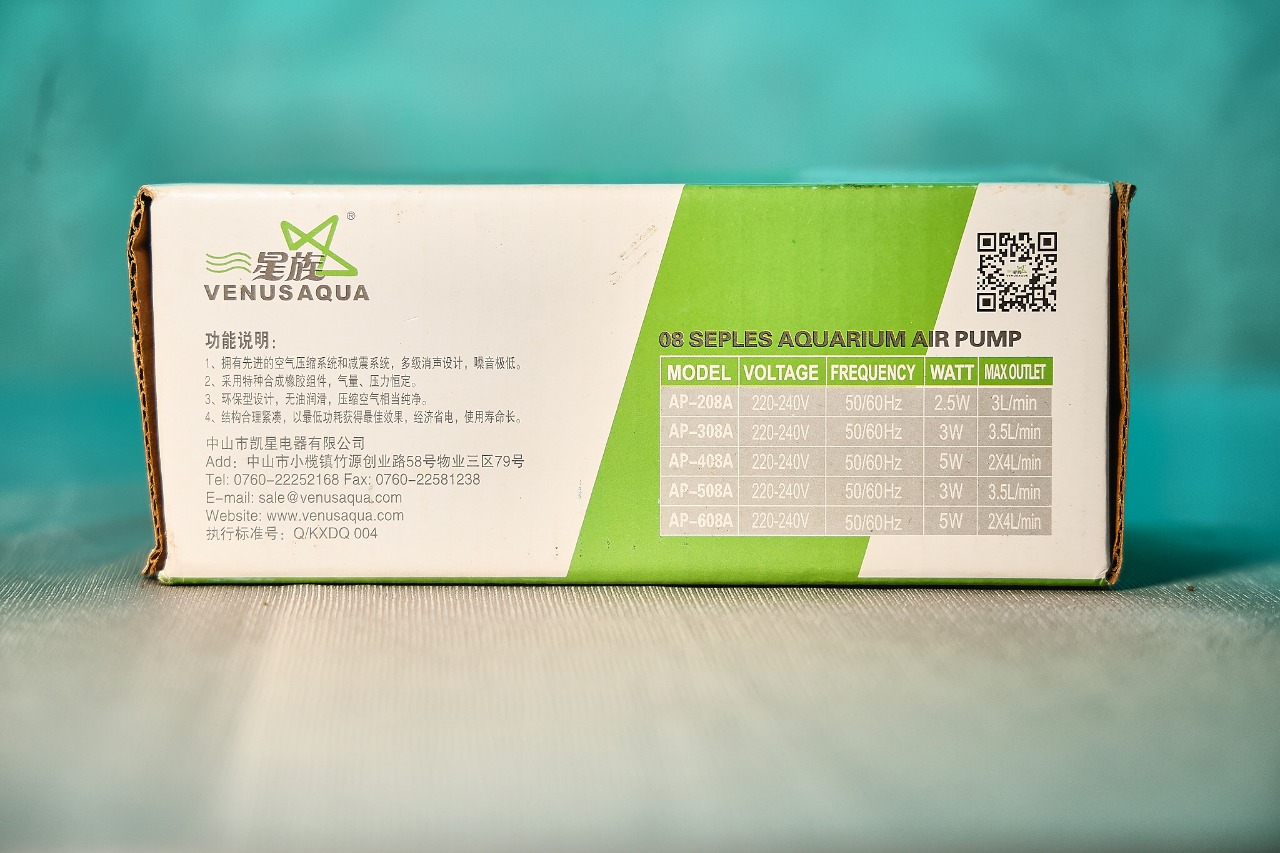 ®
星族
VENUSAQUA
功能说明：
1、拥有先进的空气压缩系统和减震系统，多级消声设计，噪音极低。
2、采用特种合成橡胶组件，气量、压力恒定。
3、环保型设计，无油润滑，压缩空气相当纯净。
4、结构合理紧凑，以最低功耗获得最佳效果，经济省电，使用寿命长。
中山市凯星电器有限公司
Add：中山市小榄镇竹源创业路58号物业三区79号
Tel: 0760-22252168 Fax: 0760-22581238
E-mail: sale@venusaqua.com
Website: www.venusaqua.com
执行标准号：Q/KXDQ 004
08 SEPLES AQUARIUM AIR PUMP
MODEL VOLTAGE FREQUENCY WATT MAX OUTLET
AP-208A 220-240V 50/60Hz 2.5W 3L/min
AP-308A 220-240V 50/60Hz 3W 3.5L/min
AP-408A 220-240V 50/60Hz 5W 2X4L/min
AP-508A 220-240V 50/60Hz 3W 3.5L/min
AP-608A 220-240V 50/60Hz 5W 2X4L/min